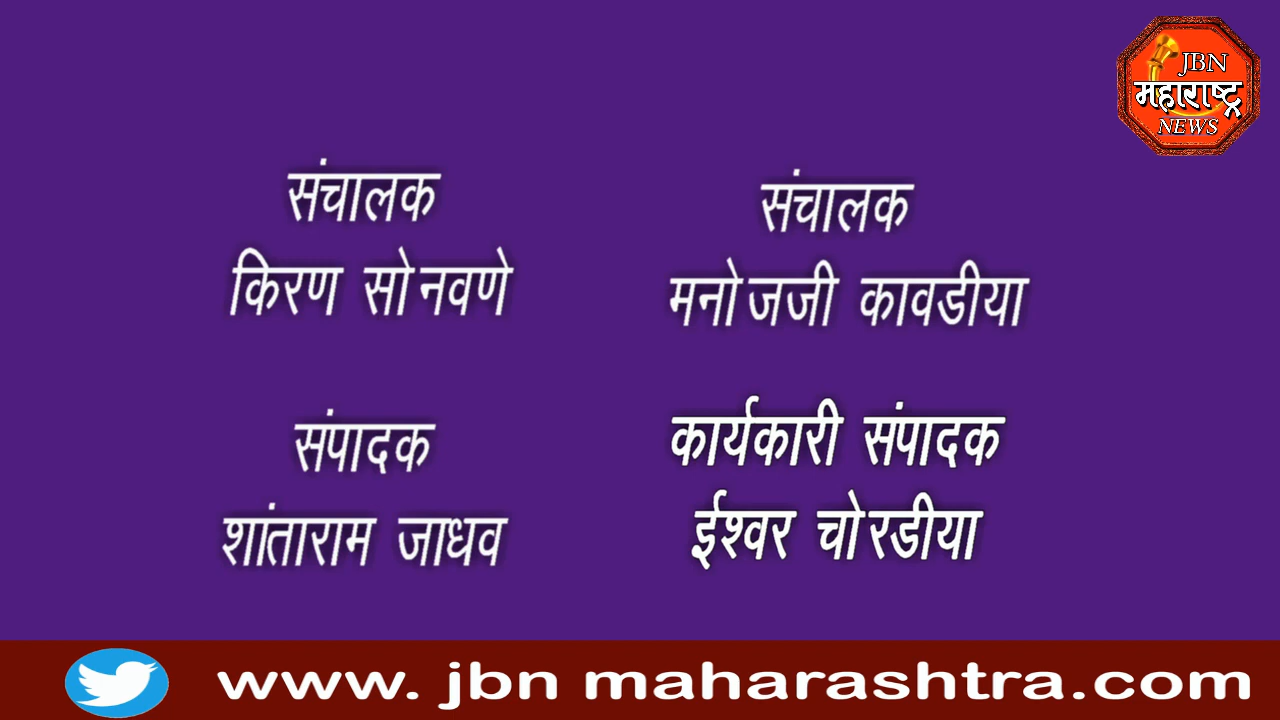 JBN
महाराष्ट्र
NEWS
संचालक
किरण सोनवणे
संचालक
मनोजजी कावडीया
संपादक
शांताराम जाधव
कार्यकारी संपादक
ईश्वर चोरडीया
www. jbn maharashtra.com